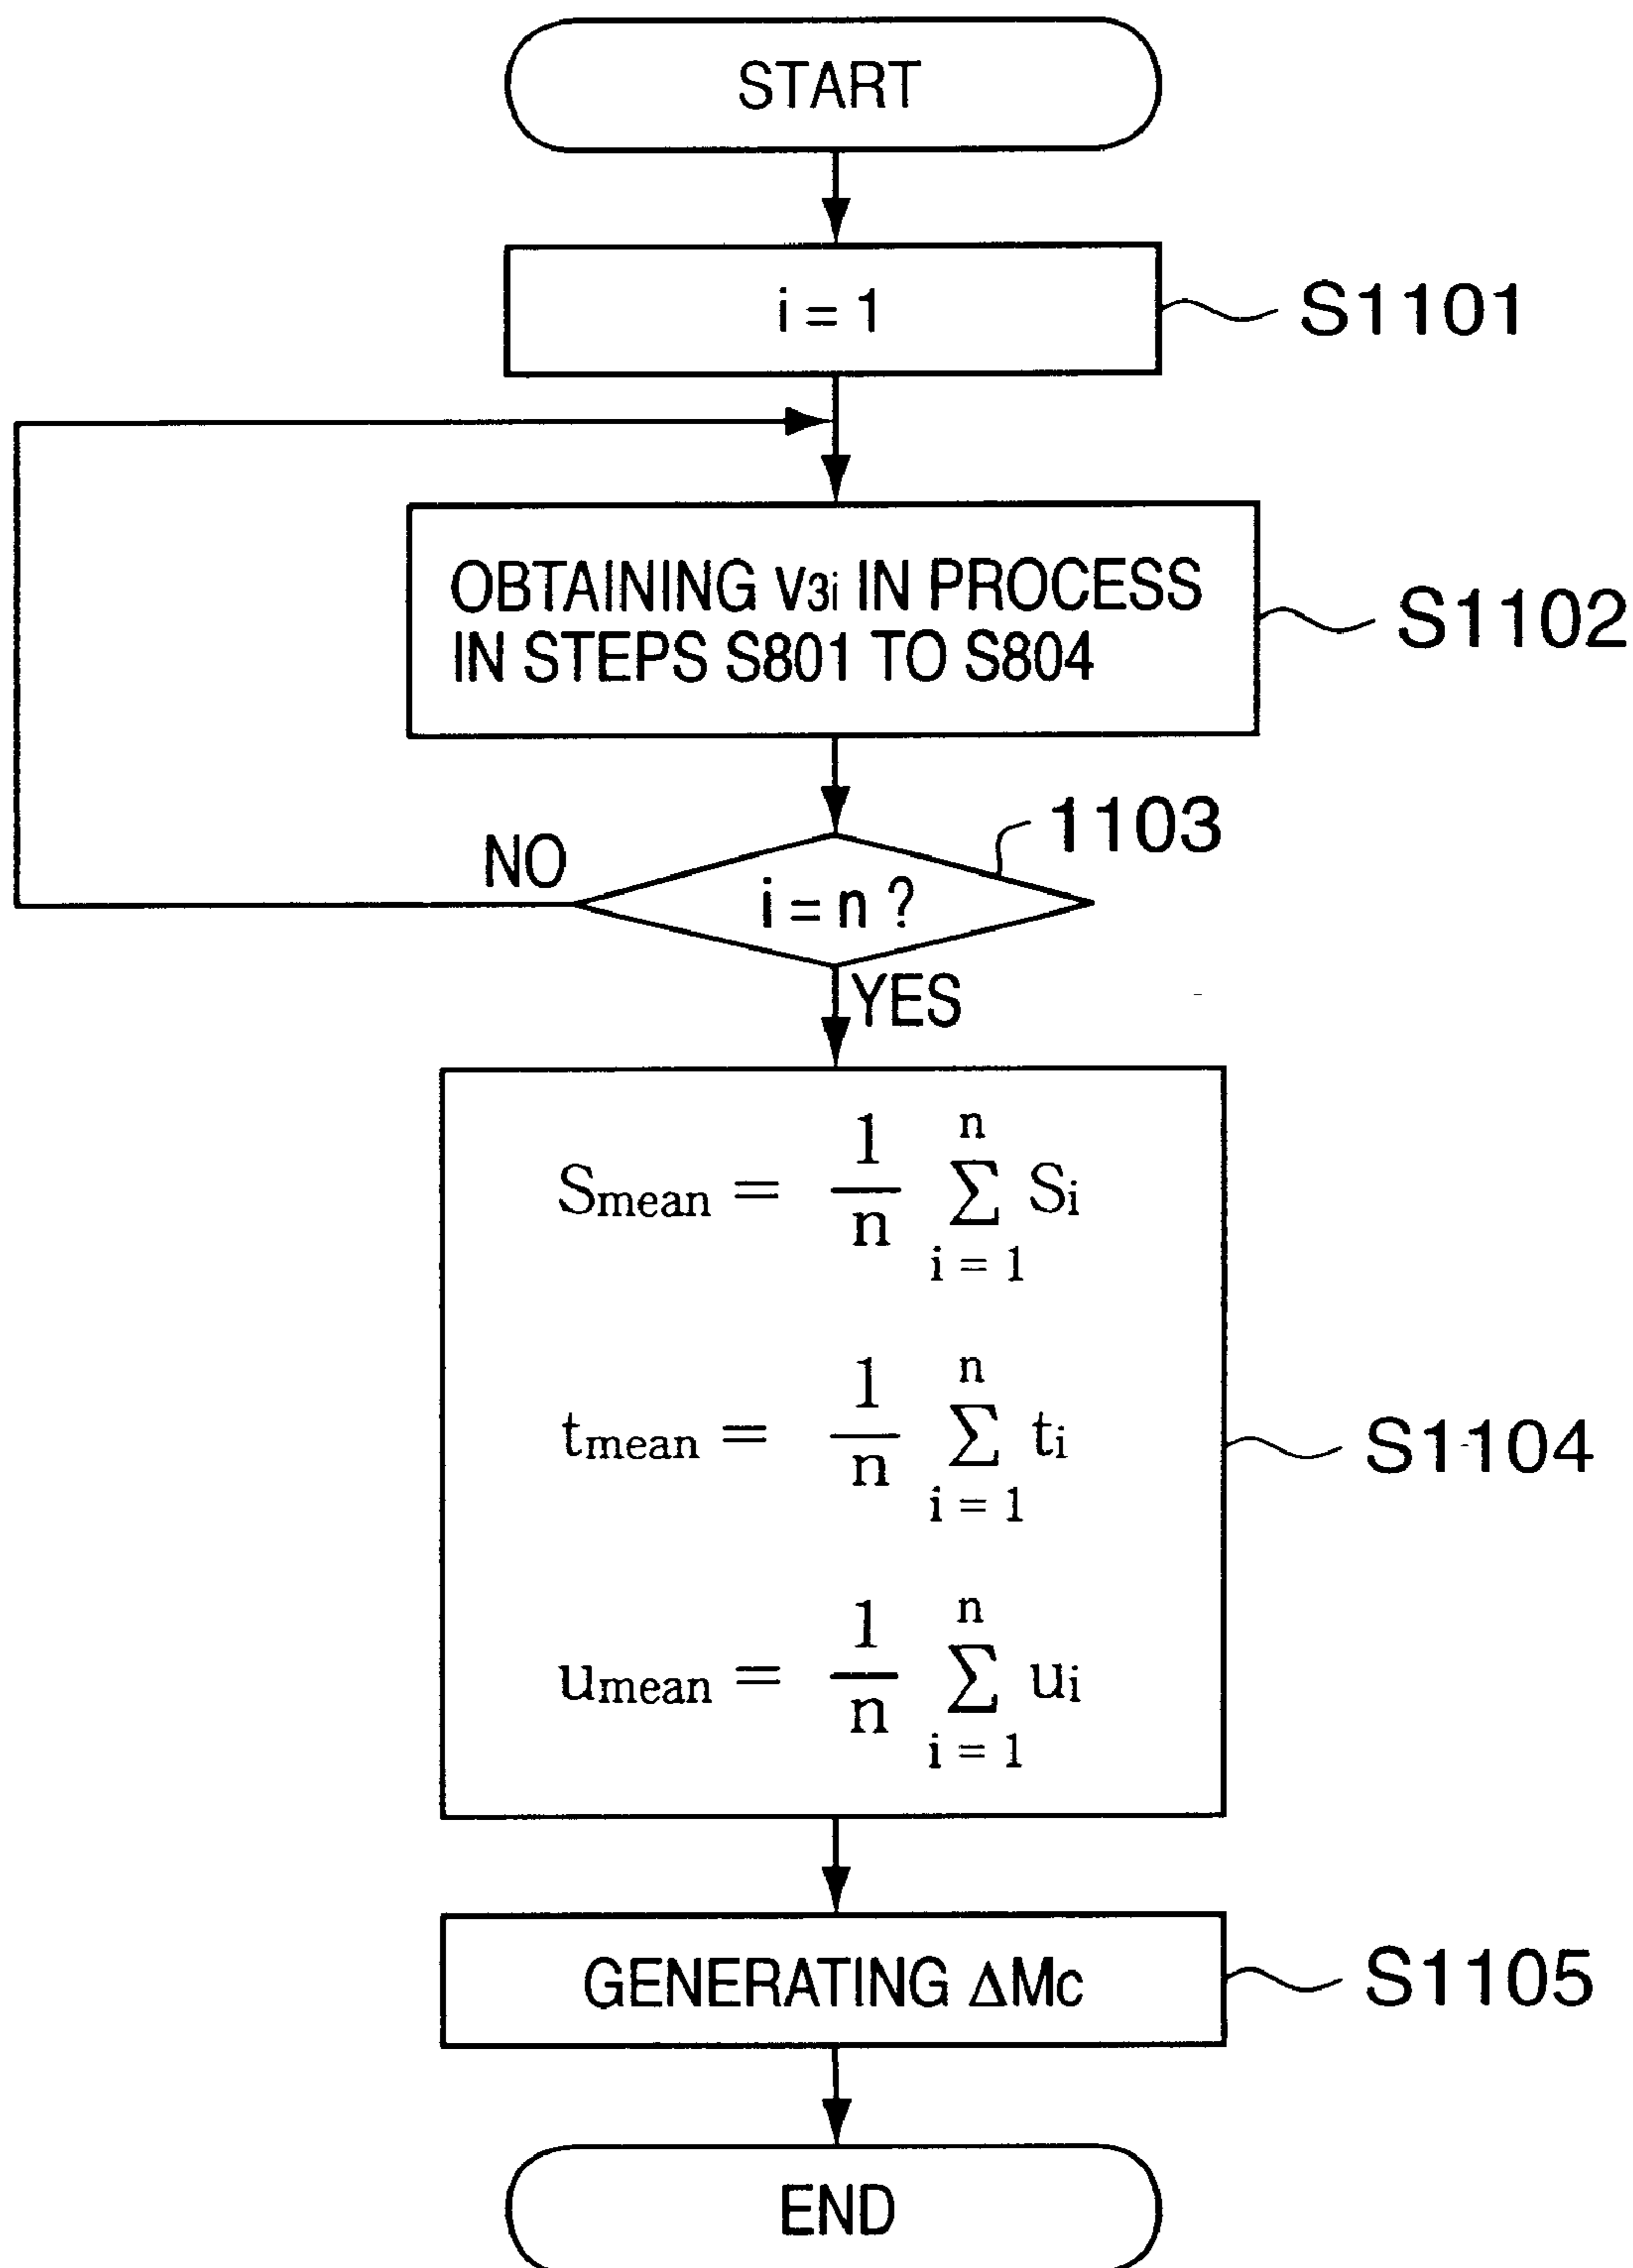 START
i = 1
S1101
OBTAINING V3i IN PROCESS
IN STEPS S801 TO S804
S1102
1103
NO
i = n ?
YES
Smean = 1/n n∑i = 1 Si
tmean = 1/n n∑i = 1 ti
S1104
umean = 1/n n∑i = 1 ui
GENERATING ΔMc
S1105
END